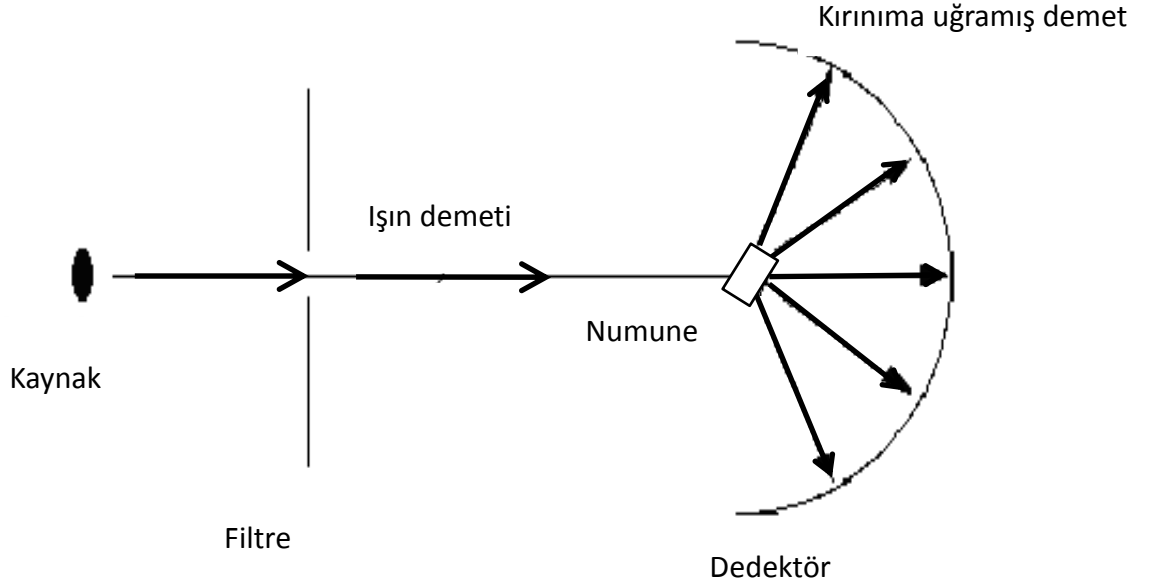 Kırınıma uğramış demet
Işın demeti
Numune
Kaynak
Filtre
Dedektör